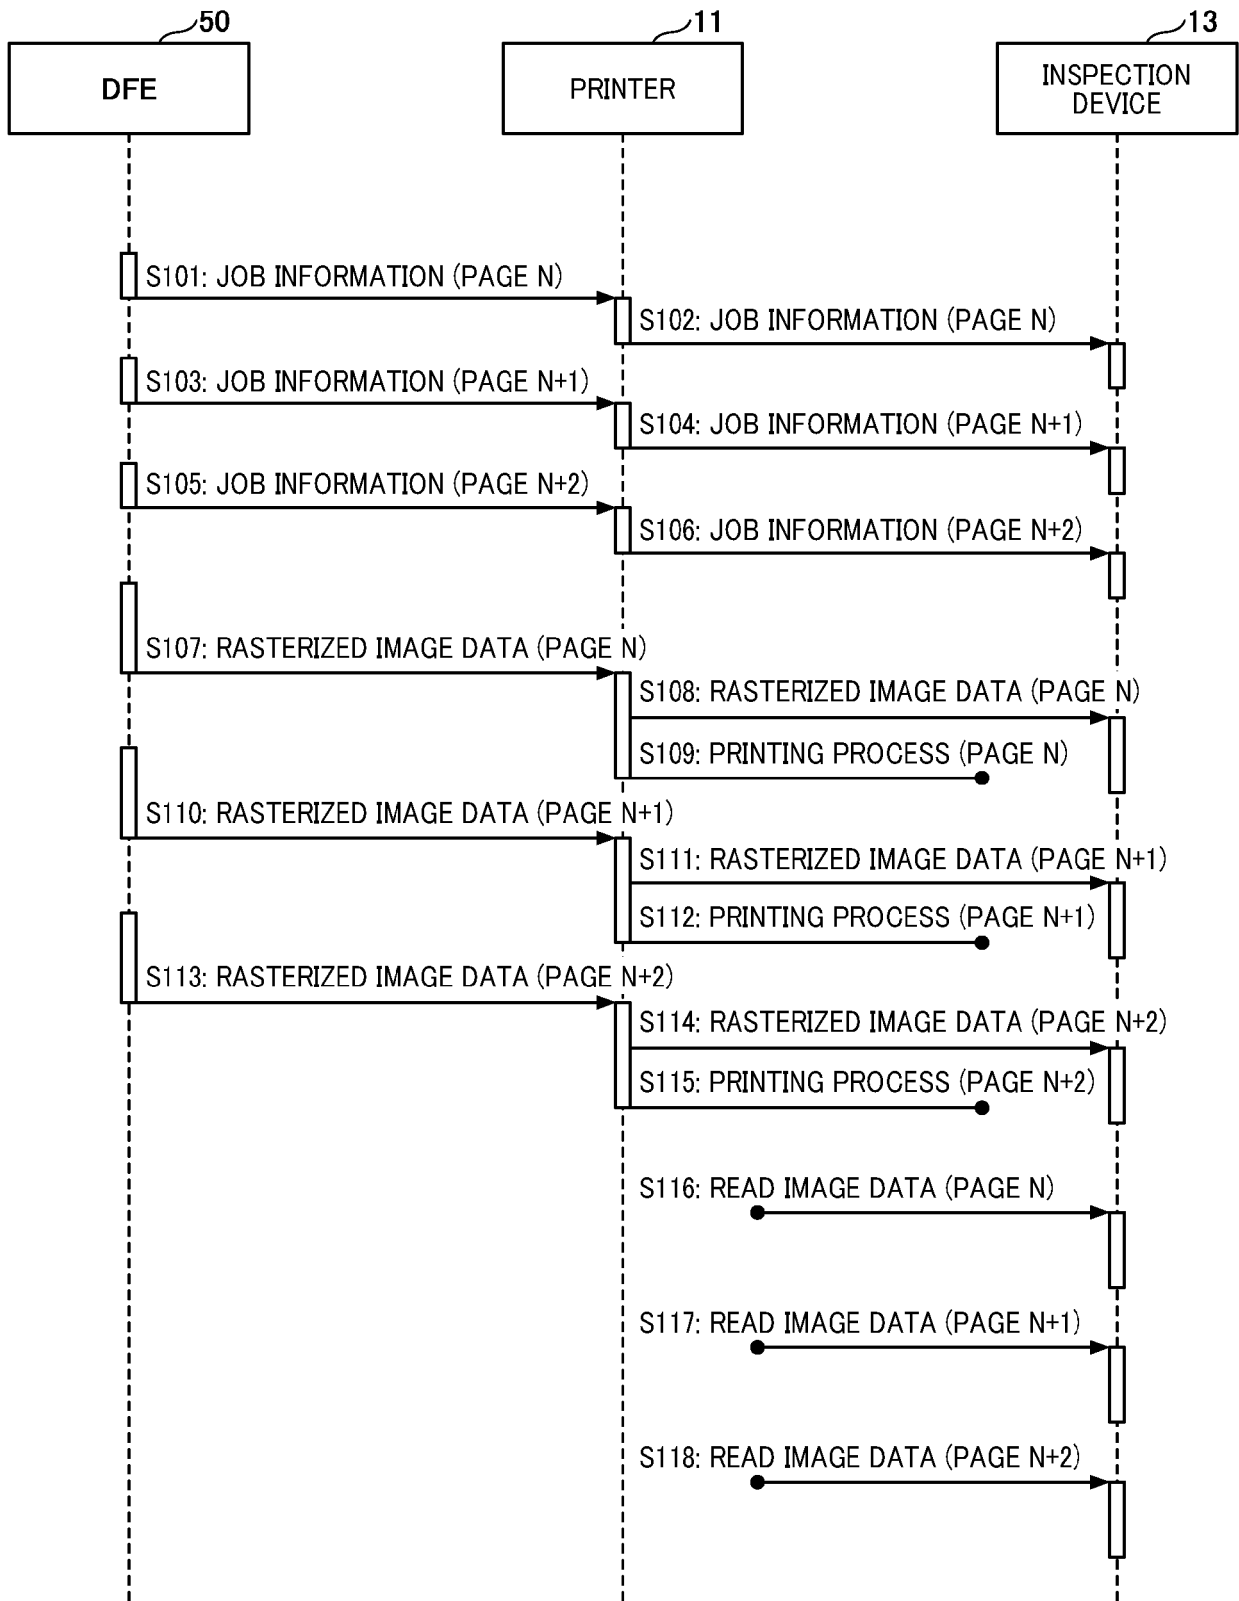 50
11
13
DFE
PRINTER
INSPECTION
DEVICE
S101: JOB INFORMATION (PAGE N)
S102: JOB INFORMATION (PAGE N)
S103: JOB INFORMATION (PAGE N+1)
S104: JOB INFORMATION (PAGE N+1)
S105: JOB INFORMATION (PAGE N+2)
S106: JOB INFORMATION (PAGE N+2)
S107: RASTERIZED IMAGE DATA (PAGE N)
S108: RASTERIZED IMAGE DATA (PAGE N)
S109: PRINTING PROCESS (PAGE N)
S110: RASTERIZED IMAGE DATA (PAGE N+1)
S111: RASTERIZED IMAGE DATA (PAGE N+1)
S112: PRINTING PROCESS (PAGE N+1)
S113: RASTERIZED IMAGE DATA (PAGE N+2)
S114: RASTERIZED IMAGE DATA (PAGE N+2)
S115: PRINTING PROCESS (PAGE N+2)
S116: READ IMAGE DATA (PAGE N)
S117: READ IMAGE DATA (PAGE N+1)
S118: READ IMAGE DATA (PAGE N+2)